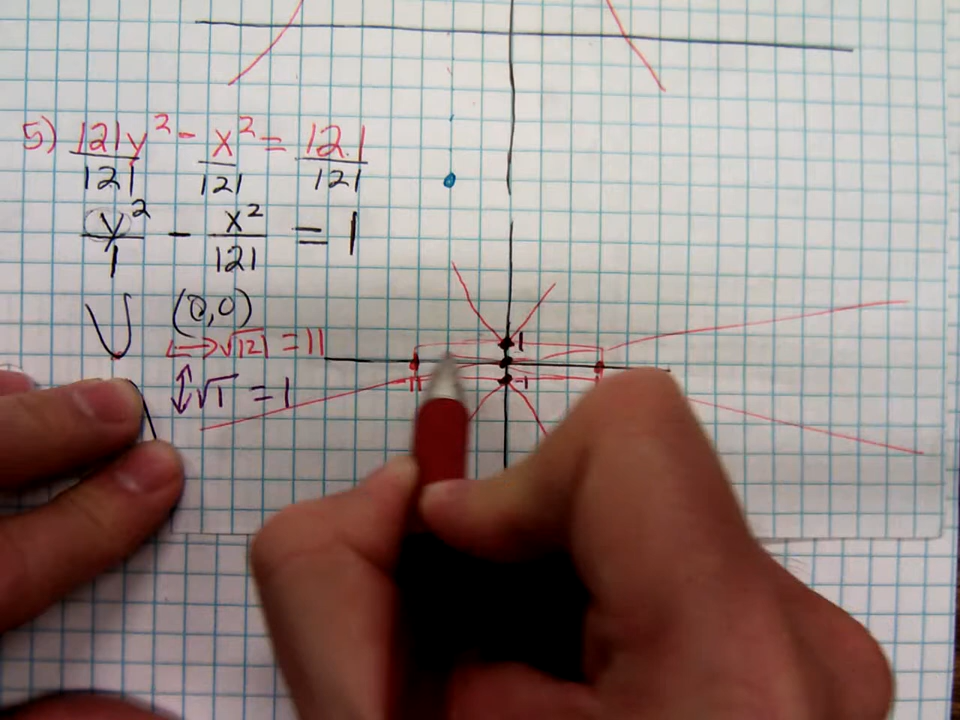 5) 121y² - x² = 121
121 121 121
y² - x² = 1
1 121
(0,0)
↔√121 = 11
↕√1 = 1
1
-1